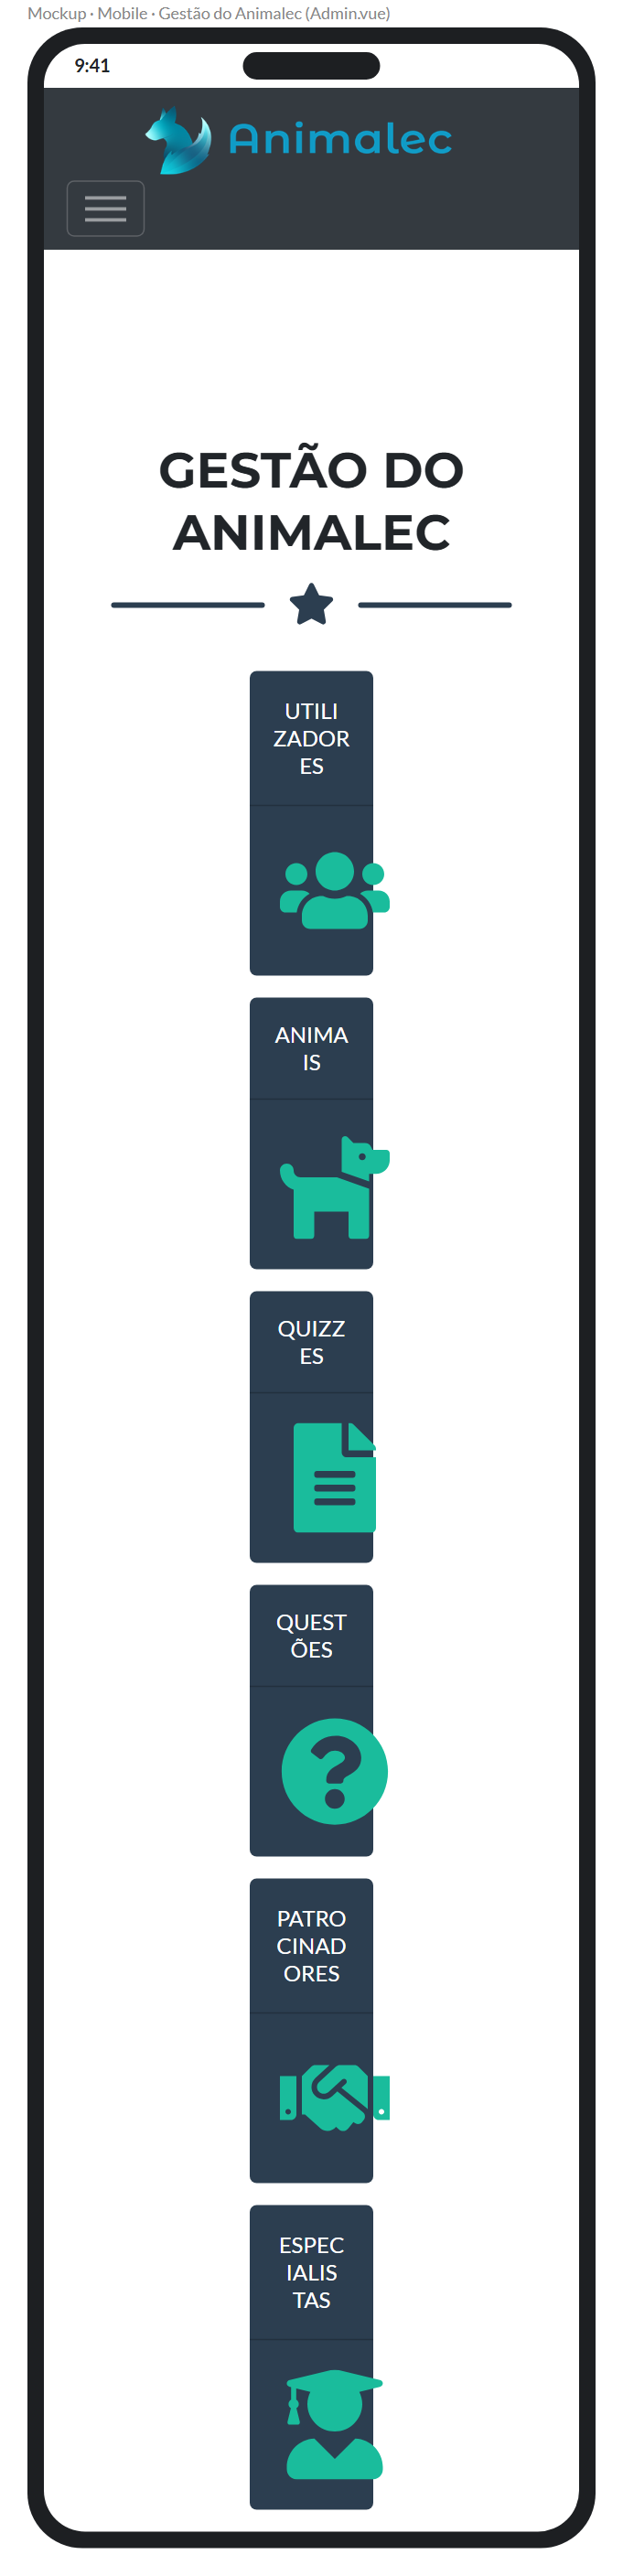 Mockup · Mobile · Gestão do Animalec (Admin.vue)
9:41
Animalec
GESTÃO DO
ANIMALEC
UTILI
ZADOR
ES
ANIMA
IS
QUIZZ
ES
QUEST
ÕES
PATRO
CINAD
ORES
ESPEC
IALIS
TAS